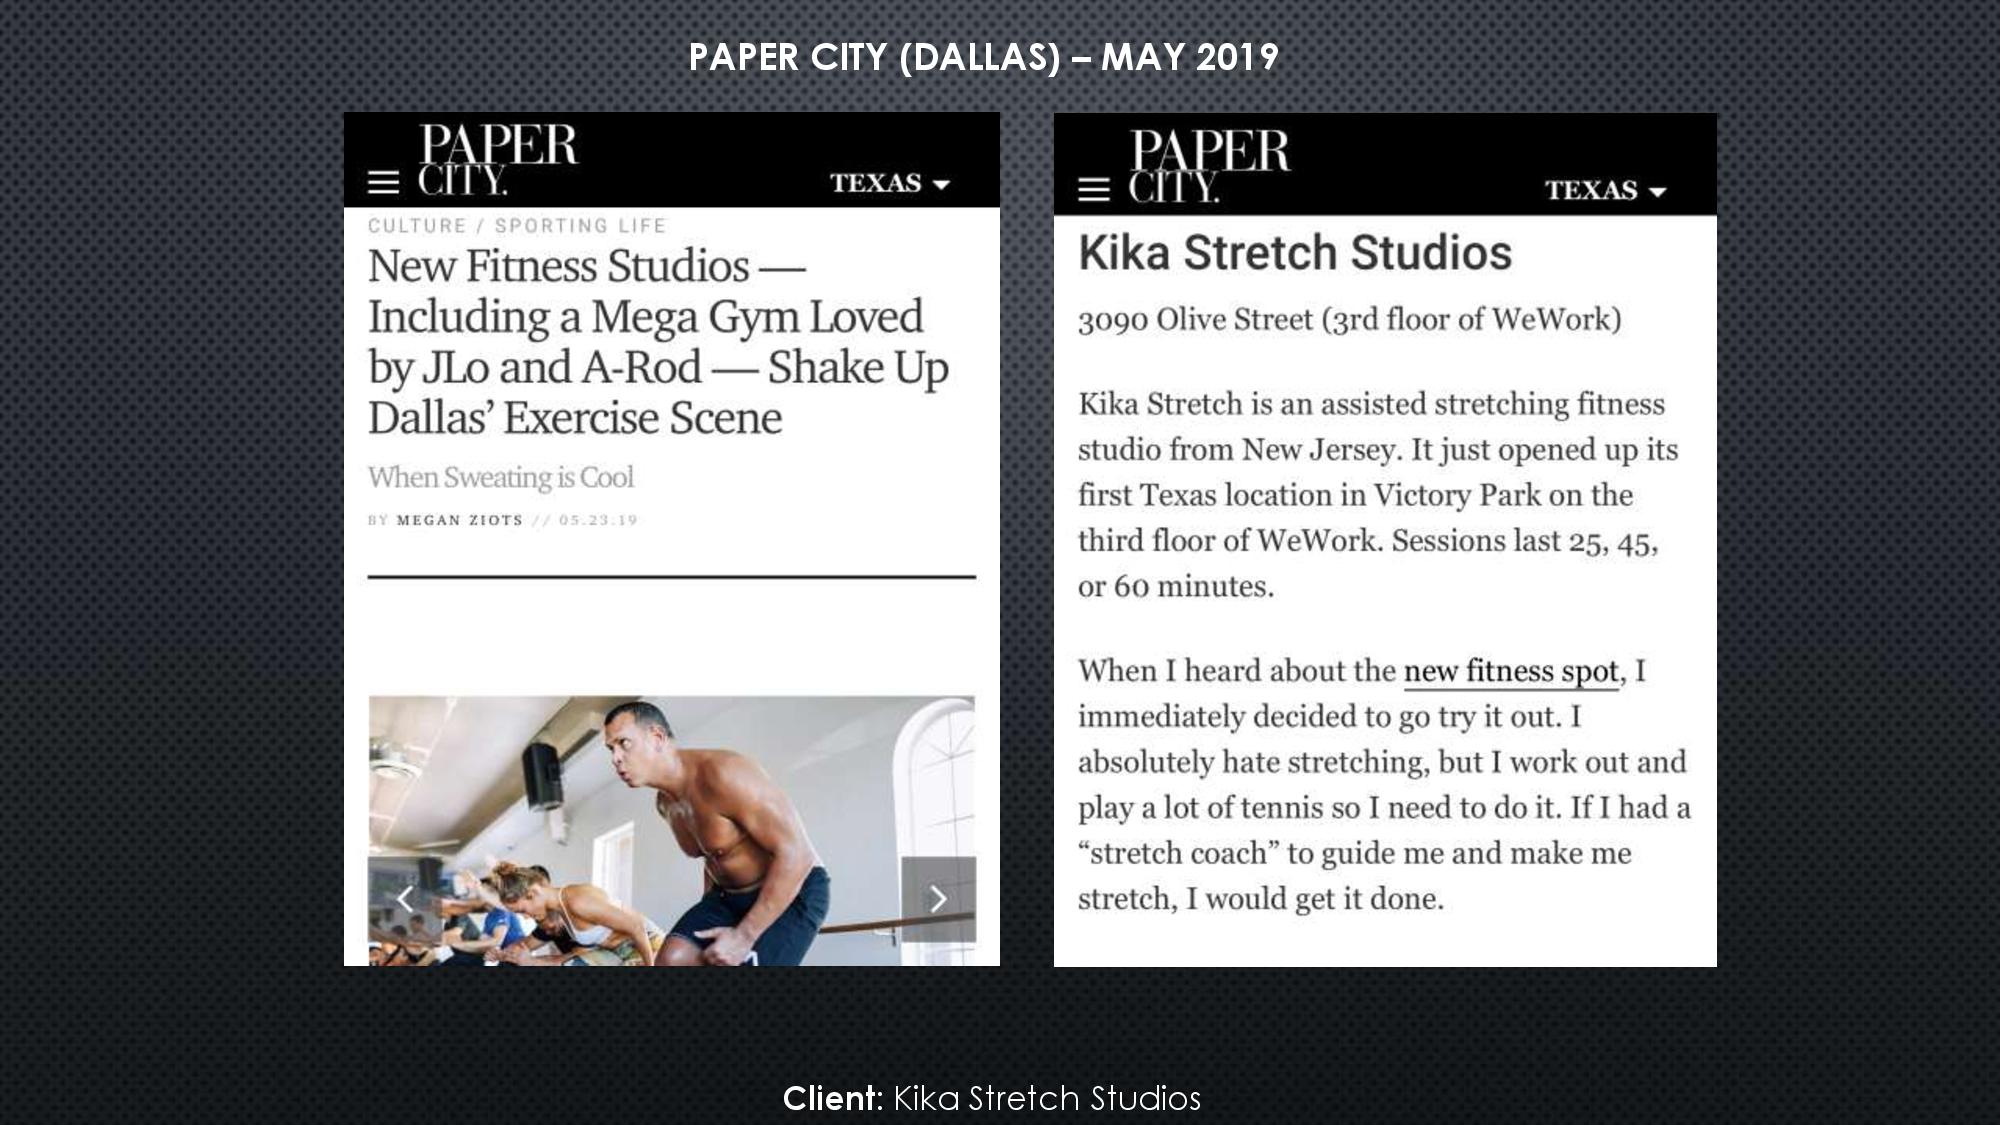 PAPER CITY (DALLAS) – MAY 2019
PAPER
CITY.
TEXAS
CULTURE / SPORTING LIFE
New Fitness Studios —
Including a Mega Gym Loved
by JLo and A-Rod — Shake Up
Dallas’ Exercise Scene
When Sweating is Cool
BY MEGAN ZIOTS // 05.23.19
PAPER
CITY.
TEXAS
Kika Stretch Studios
3090 Olive Street (3rd floor of WeWork)
Kika Stretch is an assisted stretching fitness
studio from New Jersey. It just opened up its
first Texas location in Victory Park on the
third floor of WeWork. Sessions last 25, 45,
or 60 minutes.
When I heard about the new fitness spot, I
immediately decided to go try it out. I
absolutely hate stretching, but I work out and
play a lot of tennis so I need to do it. If I had a
“stretch coach” to guide me and make me
stretch, I would get it done.
Client: Kika Stretch Studios